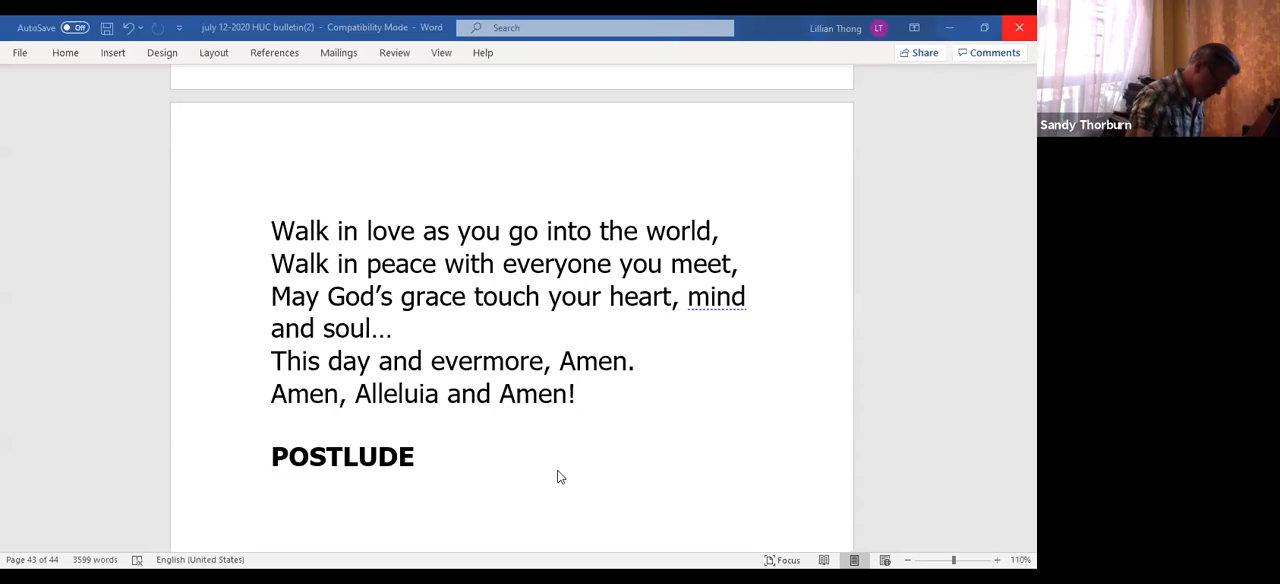 AutoSave Off july 12-2020 HUC bulletin(2) - Compatibility Mode - Word Search Lillian Thong LT
File Home Insert Design Layout References Mailings Review View Help Share Comments
Sandy Thorburn
Walk in love as you go into the world,
Walk in peace with everyone you meet,
May God's grace touch your heart, mind
and soul...
This day and evermore, Amen.
Amen, Alleluia and Amen!
POSTLUDE
Page 43 of 44 3599 words English (United States) Focus 110%